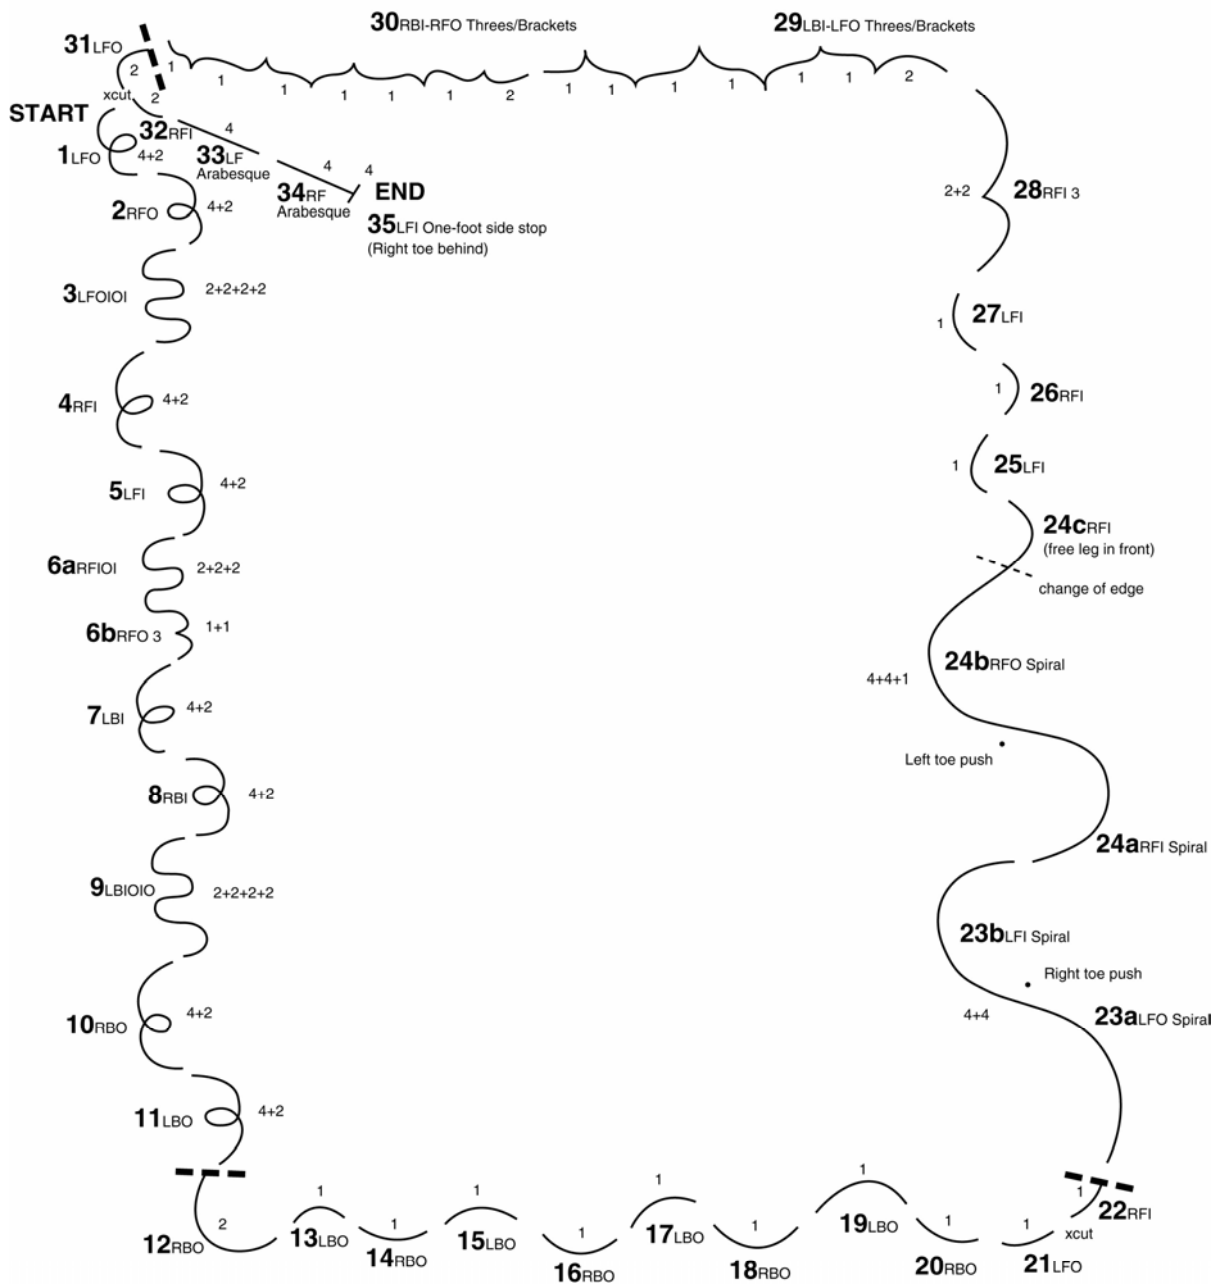 30RBI-RFO Threes/Brackets
29LBI-LFO Threes/Brackets
31LFO
2
1
1
1
1
1
1
2
1
1
1
1
1
1
2
xcut
2
START
32RFI
4
33LF
Arabesque
4
34RF
Arabesque
4
END
35LFI One-foot side stop
(Right toe behind)
1LFO
4+2
2RFO
4+2
3LFOIOI
2+2+2+2
4RFI
4+2
5LFI
4+2
6aRFIOI
2+2+2
6bRFO 3
1+1
7LBI
4+2
8RBI
4+2
9LBIOIO
2+2+2+2
10RBO
4+2
11LBO
4+2
12RBO
2
13LBO
1
14RBO
1
15LBO
1
16RBO
1
17LBO
1
18RBO
1
19LBO
1
20RBO
1
21LFO
1
xcut
1
22RFI
23aLFO Spiral
4+4
Right toe push
23bLFI Spiral
24aRFI Spiral
Left toe push
4+4+1
24bRFO Spiral
change of edge
24cRFI
(free leg in front)
25LFI
1
26RFI
1
27LFI
1
28RFI 3
2+2